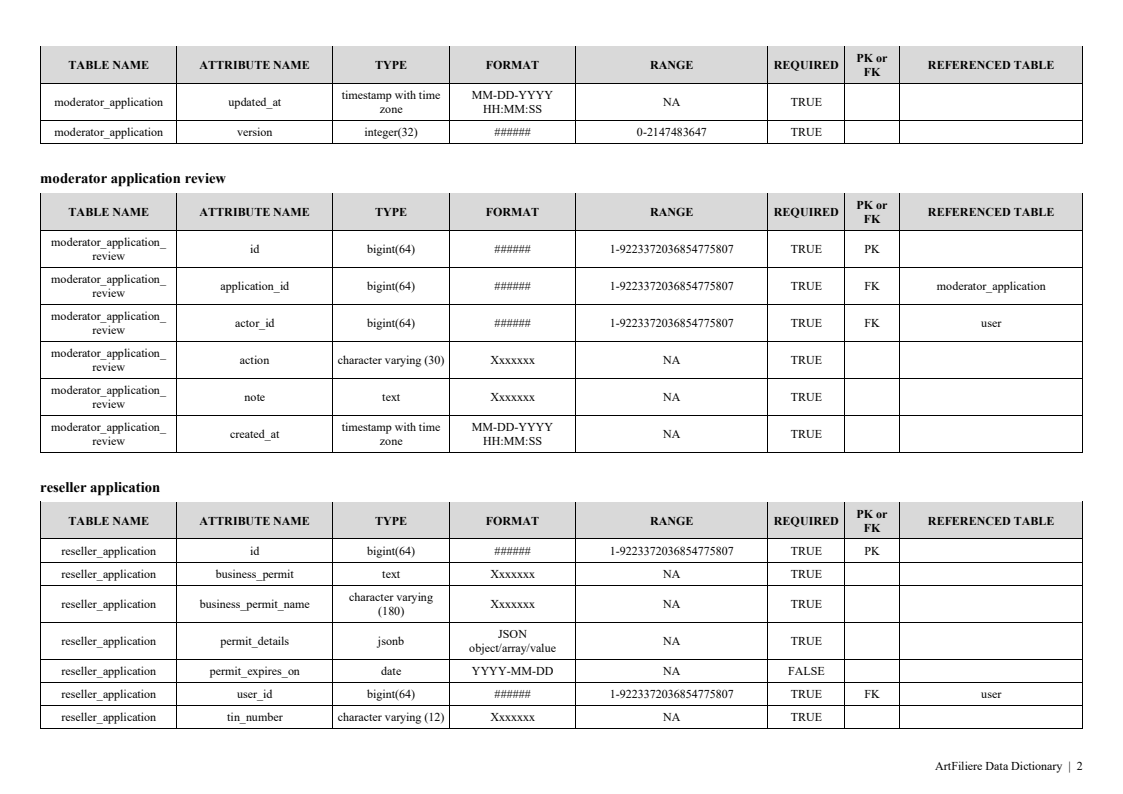 TABLE NAME ATTRIBUTE NAME TYPE FORMAT RANGE REQUIRED PK or FK REFERENCED TABLE
moderator_application updated_at timestamp with time zone MM-DD-YYYY HH:MM:SS NA TRUE
moderator_application version integer(32) ###### 0-2147483647 TRUE
moderator application review
TABLE NAME ATTRIBUTE NAME TYPE FORMAT RANGE REQUIRED PK or FK REFERENCED TABLE
moderator_application_review id bigint(64) ###### 1-9223372036854775807 TRUE PK
moderator_application_review application_id bigint(64) ###### 1-9223372036854775807 TRUE FK moderator_application
moderator_application_review actor_id bigint(64) ###### 1-9223372036854775807 TRUE FK user
moderator_application_review action character varying (30) Xxxxxxx NA TRUE
moderator_application_review note text Xxxxxxx NA TRUE
moderator_application_review created_at timestamp with time zone MM-DD-YYYY HH:MM:SS NA TRUE
reseller application
TABLE NAME ATTRIBUTE NAME TYPE FORMAT RANGE REQUIRED PK or FK REFERENCED TABLE
reseller_application id bigint(64) ###### 1-9223372036854775807 TRUE PK
reseller_application business_permit text Xxxxxxx NA TRUE
reseller_application business_permit_name character varying (180) Xxxxxxx NA TRUE
reseller_application permit_details jsonb JSON object/array/value NA TRUE
reseller_application permit_expires_on date YYYY-MM-DD NA FALSE
reseller_application user_id bigint(64) ###### 1-9223372036854775807 TRUE FK user
reseller_application tin_number character varying (12) Xxxxxxx NA TRUE
ArtFiliere Data Dictionary | 2